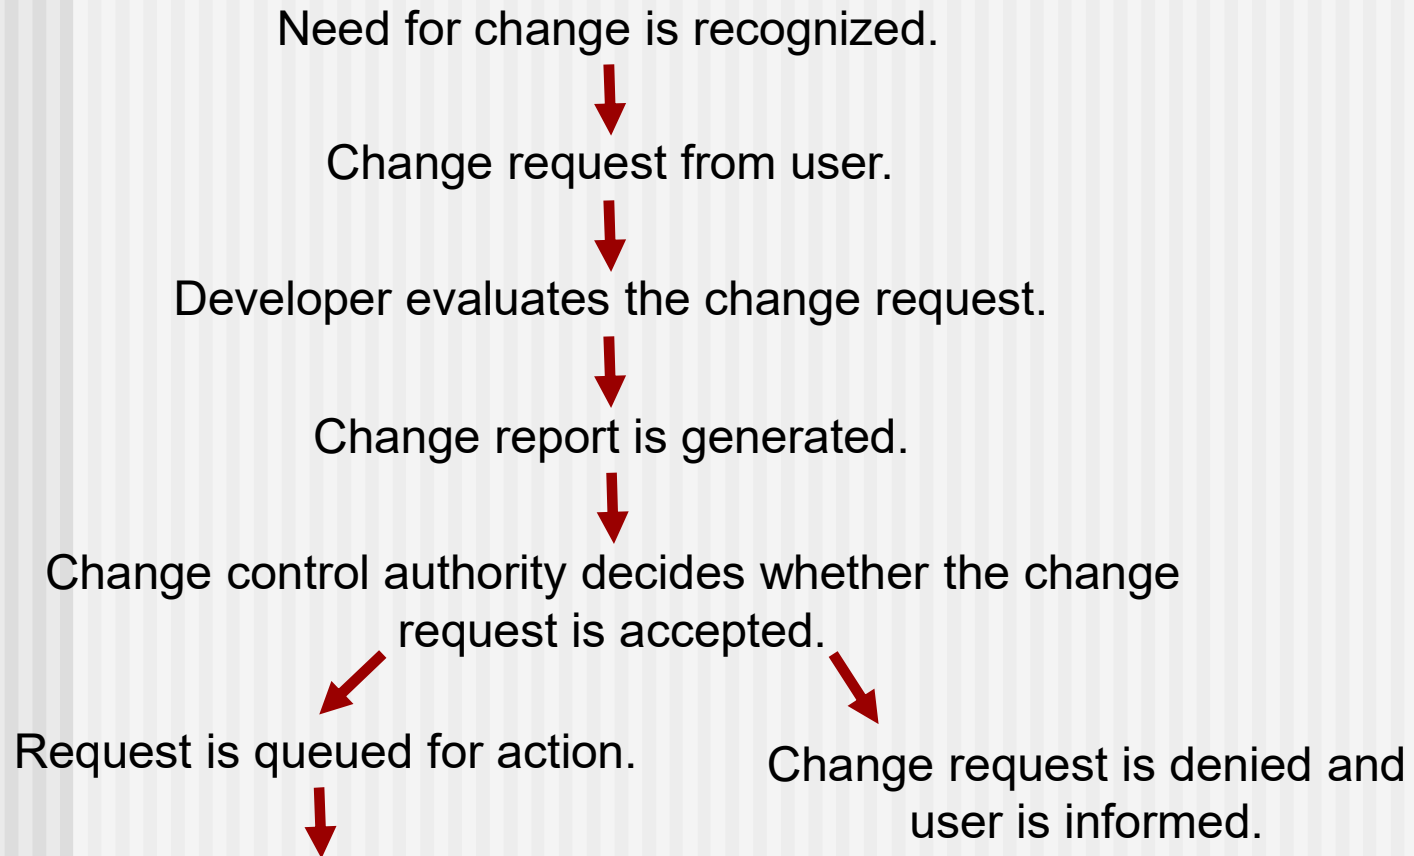 Need for change is recognized.
Change request from user.
Developer evaluates the change request.
Change report is generated.
Change control authority decides whether the change
request is accepted.
Request is queued for action.
Change request is denied and
user is informed.